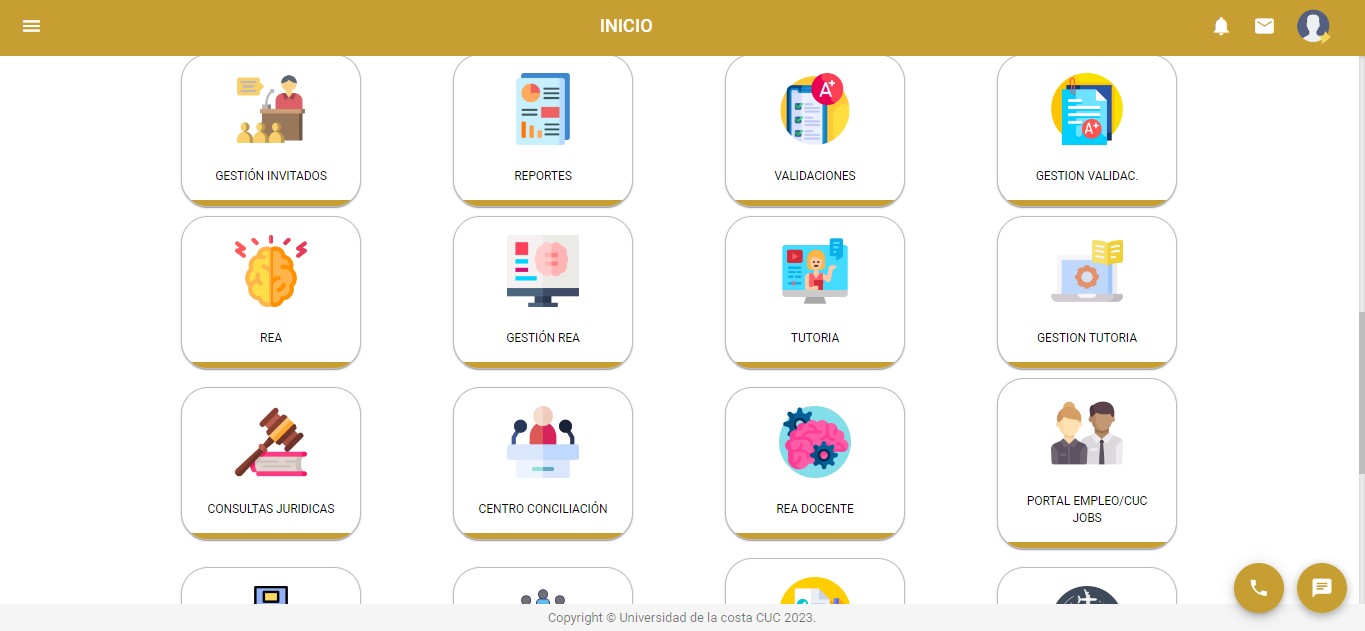 INICIO
GESTIÓN INVITADOS
REPORTES
A+
VALIDACIONES
A+
GESTION VALIDAC.
REA
GESTIÓN REA
TUTORIA
GESTION TUTORIA
CONSULTAS JURIDICAS
CENTRO CONCILIACIÓN
REA DOCENTE
PORTAL EMPLEO/CUC
JOBS
Copyright © Universidad de la costa CUC 2023.